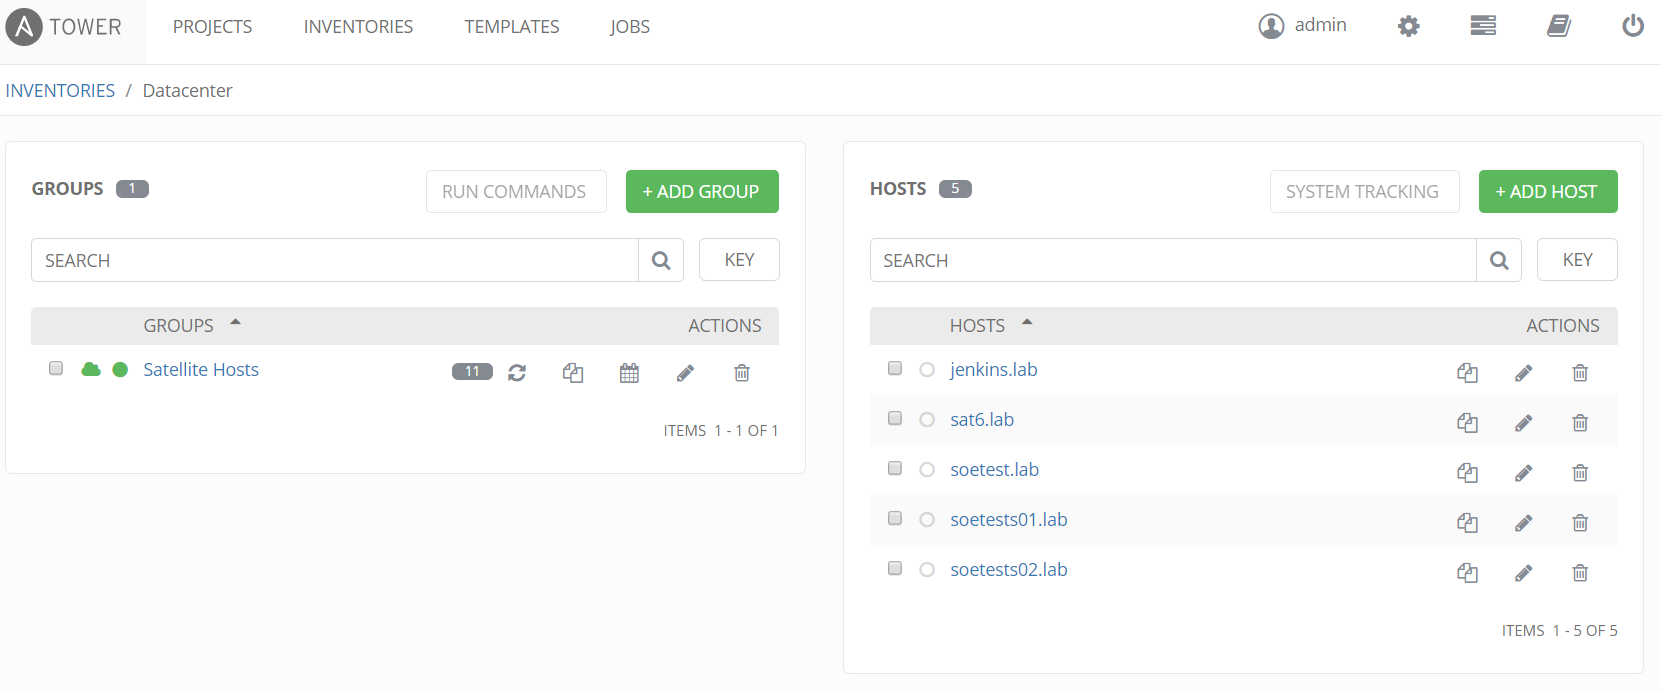 TOWER PROJECTS INVENTORIES TEMPLATES JOBS admin
INVENTORIES / Datacenter
GROUPS 1 RUN COMMANDS + ADD GROUP
SEARCH KEY
GROUPS ACTIONS
Satellite Hosts 11
ITEMS 1 - 1 OF 1
HOSTS 5 SYSTEM TRACKING + ADD HOST
SEARCH KEY
HOSTS ACTIONS
jenkins.lab
sat6.lab
soetest.lab
soetests01.lab
soetests02.lab
ITEMS 1 - 5 OF 5